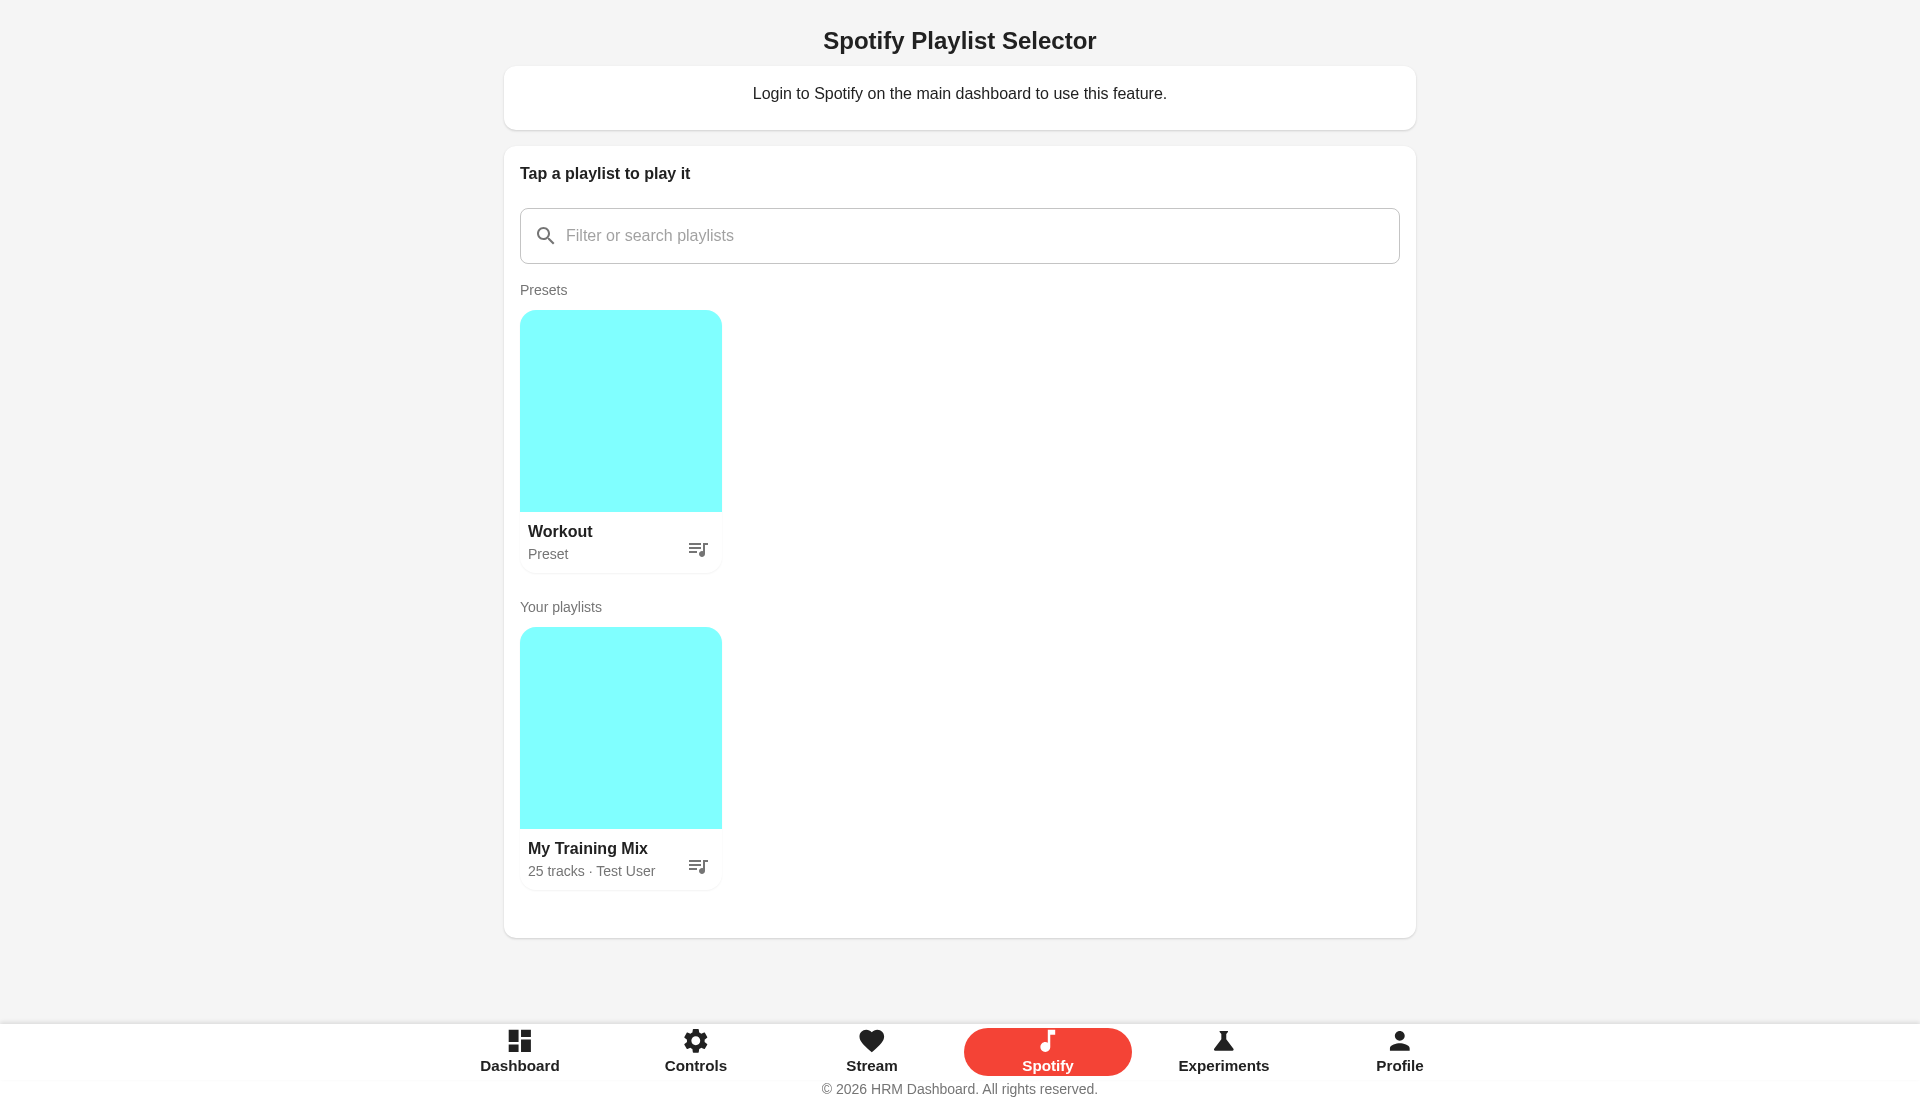 Spotify Playlist Selector
Login to Spotify on the main dashboard to use this feature.
Tap a playlist to play it
Filter or search playlists
Presets
Workout
Preset
Your playlists
My Training Mix
25 tracks · Test User
Dashboard
Controls
Stream
Spotify
Experiments
Profile
© 2026 HRM Dashboard. All rights reserved.